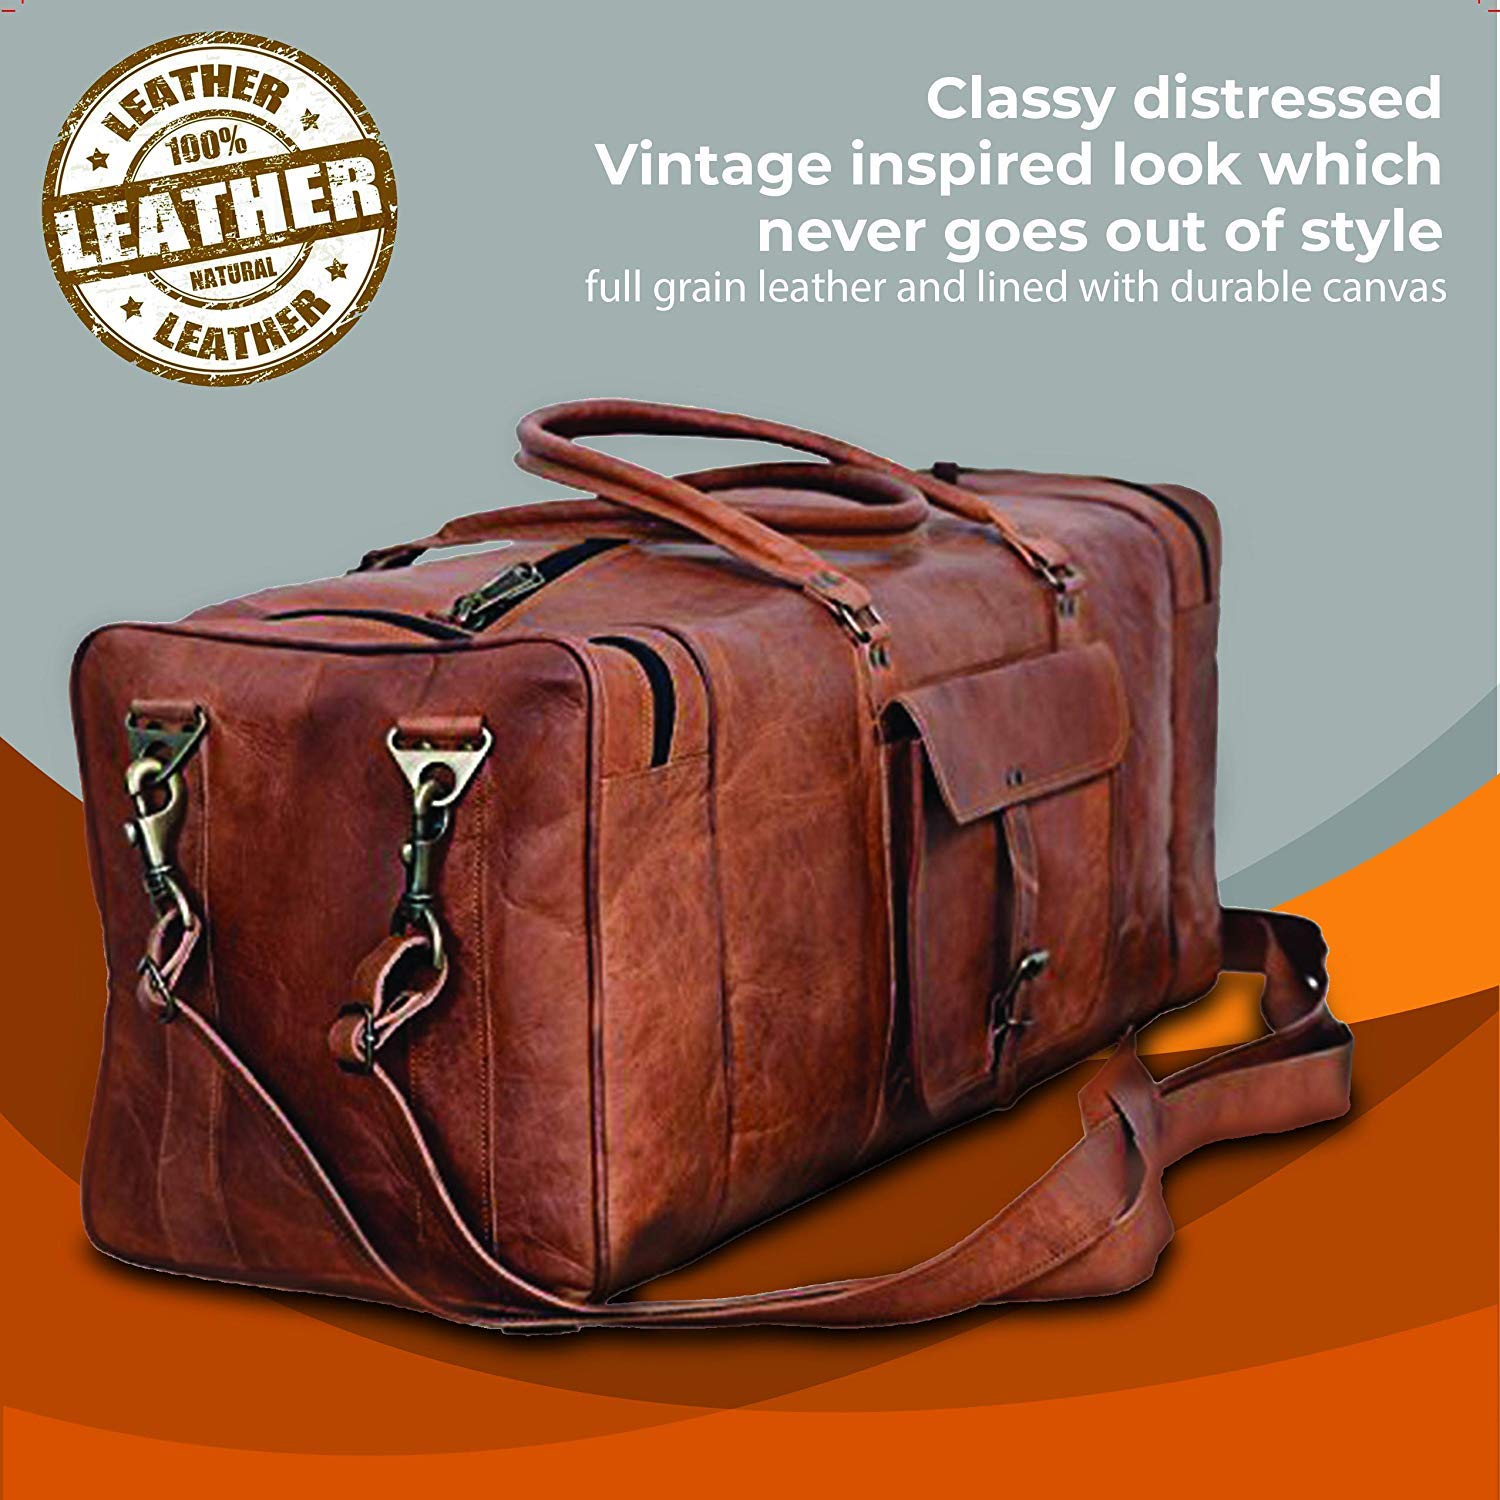 LEATHER
100%
LEATHER
NATURAL
LEATHER
Classy distressed
Vintage inspired look which
never goes out of style
full grain leather and lined with durable canvas